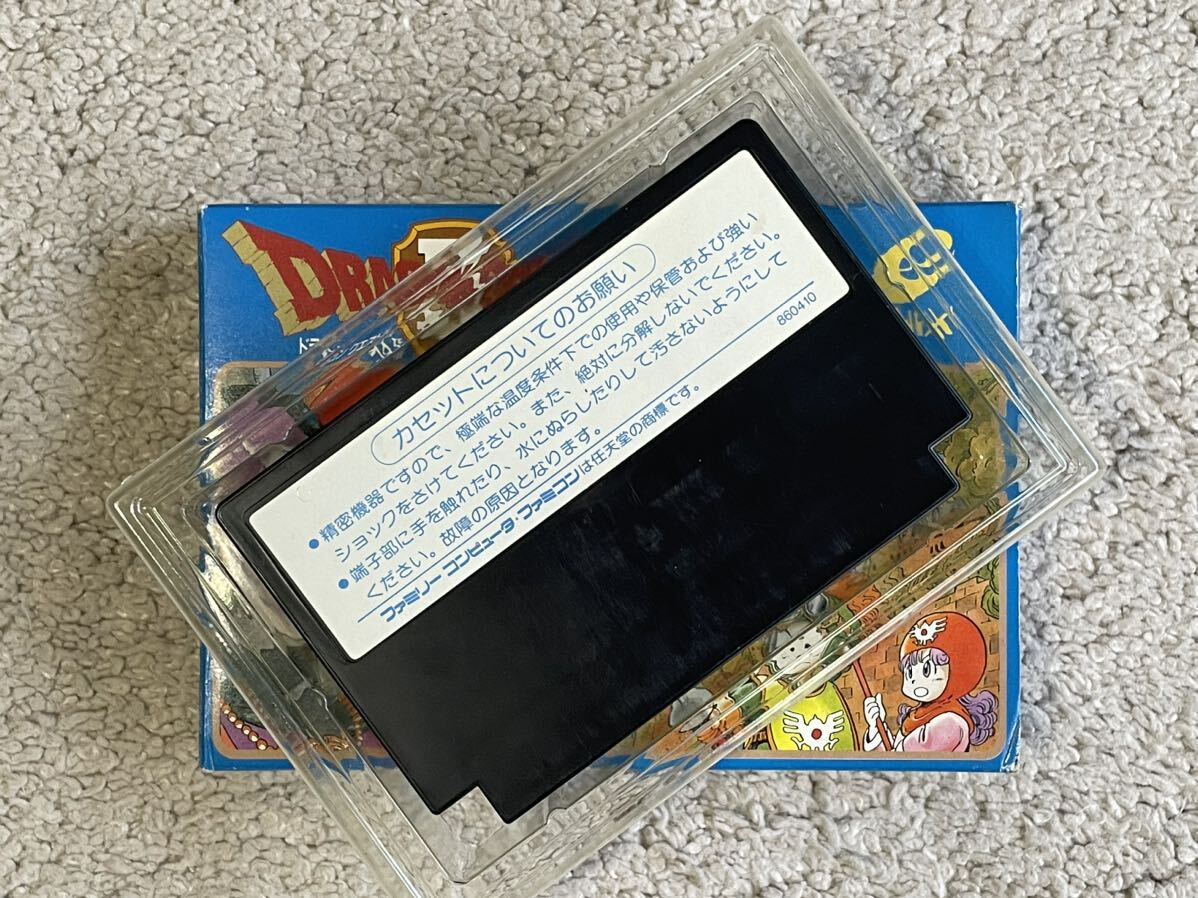 DRAG
II
カセットについてのお願い
●精密機器ですので、極端な温度条件下での使用や保管および強い
ショックをさけてください。また、絶対に分解しないでください。
●端子部に手を触れたり、水にぬらしたりして汚さないようにして
ください。故障の原因となります。
860410
ファミリーコンピュータ・ファミコンは任天堂の商標です。